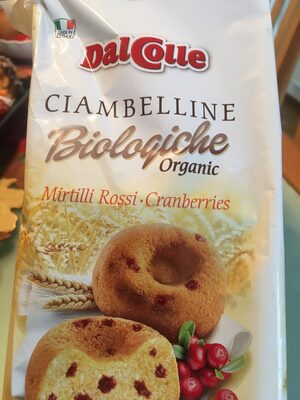 DalColle
CIAMBELLINE
Biologiche
Organic
Mirtilli Rossi · Cranberries